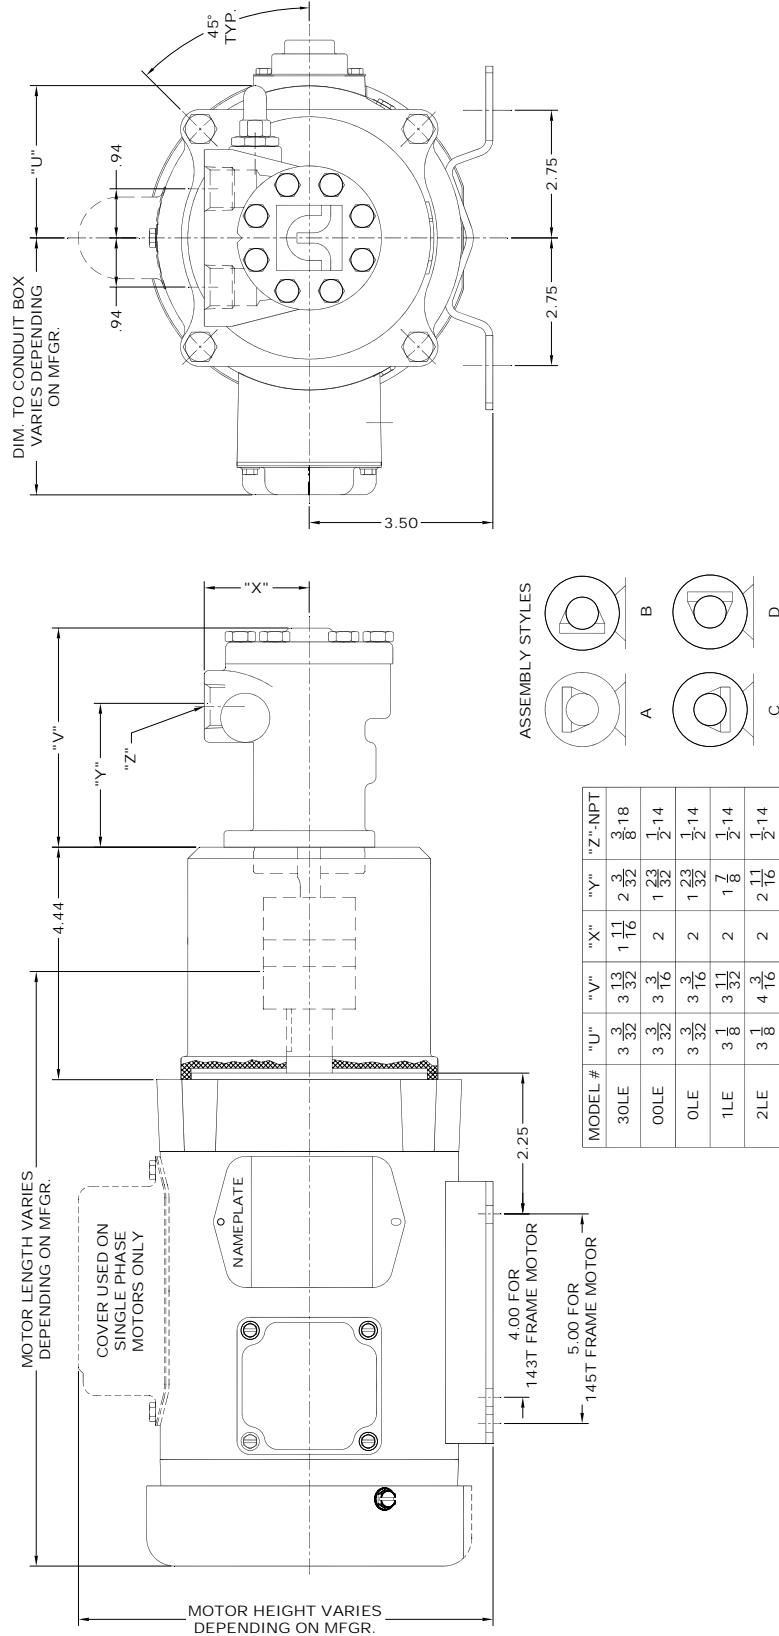 45°
TYP.
"U"
.94
.94
DIM. TO CONDUIT BOX
VARIES DEPENDING
ON MFGR.
2.75
2.75
3.50
"X"
"V"
"Y"
"Z"
4.44
MOTOR LENGTH VARIES
DEPENDING ON MFGR.
COVER USED ON
SINGLE PHASE
MOTORS ONLY
NAMEPLATE
2.25
4.00 FOR
143T FRAME MOTOR
5.00 FOR
145T FRAME MOTOR
MOTOR HEIGHT VARIES
DEPENDING ON MFGR.
ASSEMBLY STYLES
A
B
C
D
MODEL # "U" "V" "X" "Y" "Z"-NPT
30LE 3 3/32 3 13/32 1 11/16 2 3/32 3/8-18
00LE 3 3/32 3 3/16 2 1 23/32 1/2-14
0LE 3 3/32 3 3/16 2 1 23/32 1/2-14
1LE 3 1/8 3 11/32 2 1 7/8 1/2-14
2LE 3 1/8 4 3/16 2 2 11/16 1/2-14